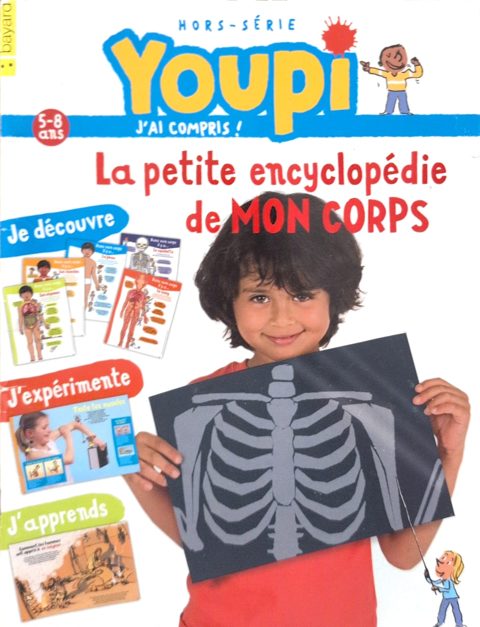 bayard
HORS-SÉRIE
Youpi
J'AI COMPRIS !
5-8
ans
La petite encyclopédie
de MON CORPS
Je découvre
J'expérimente
J'apprends